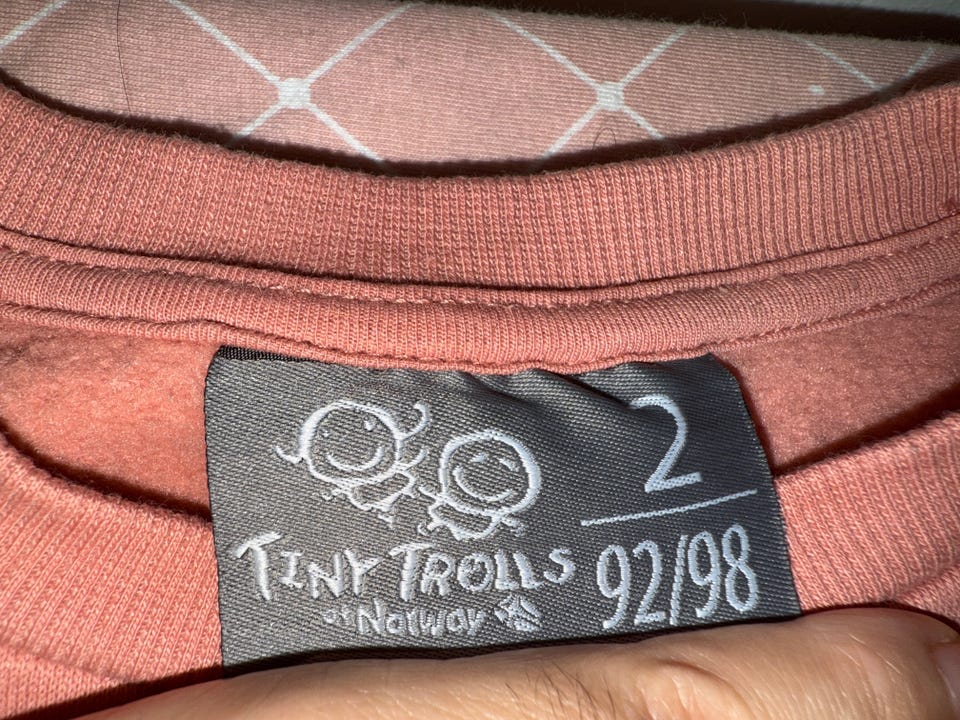 TINY TROLLS
OF Norway
2
92/98